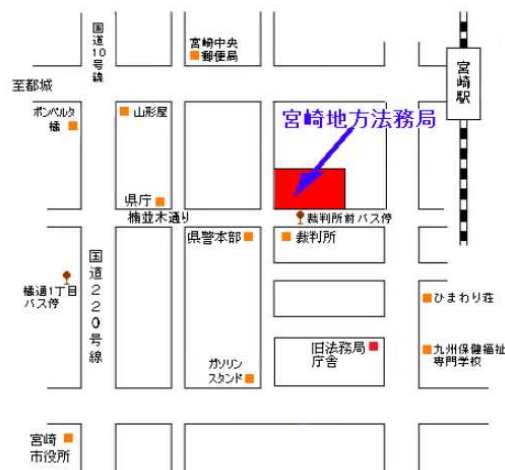 国道10号線
宮崎中央
郵便局
至都城
宮崎駅
ボンベルタ
橘
山形屋
宮崎地方法務局
県庁
楠並木通り
裁判所前バス停
県警本部
裁判所
国道220号線
橘通1丁目
バス停
ひまわり荘
旧法務局
庁舎
九州保健福祉
専門学校
ガソリン
スタンド
宮崎
市役所